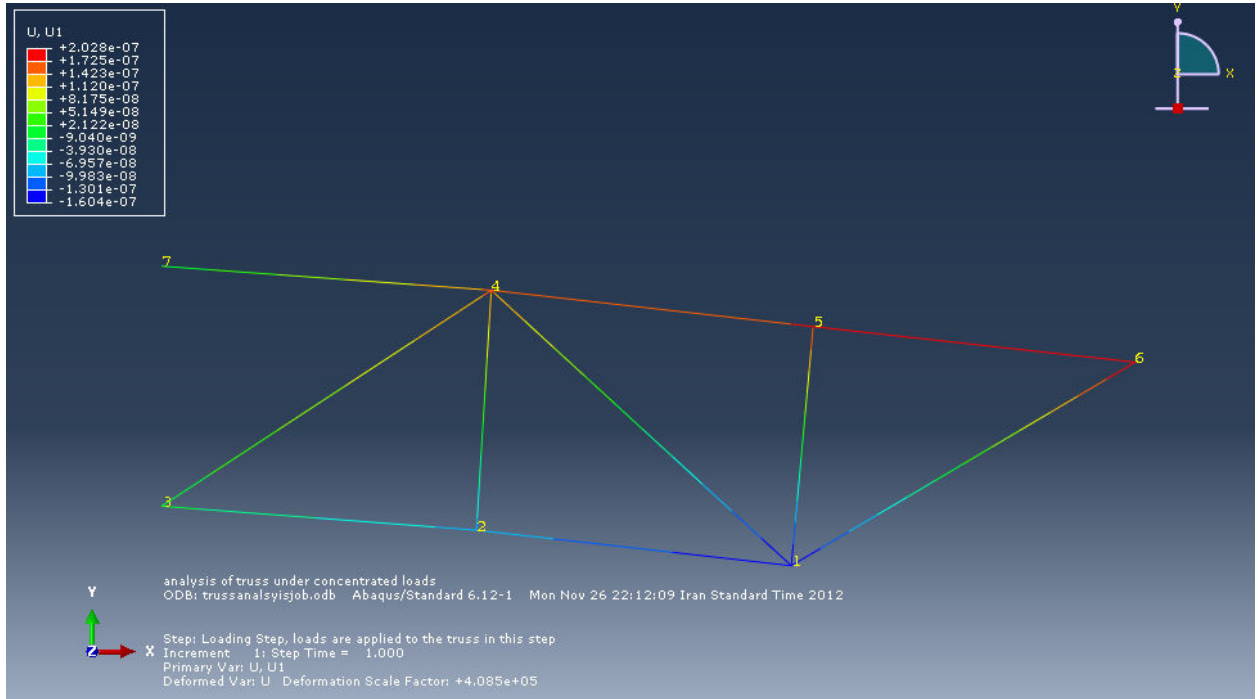 U, U1
+2.028e-07
+1.725e-07
+1.423e-07
+1.120e-07
+8.175e-08
+5.149e-08
+2.122e-08
-9.040e-09
-3.930e-08
-6.957e-08
-9.983e-08
-1.301e-07
-1.604e-07
Y
Z X
7
4
5
6
3
2
1
analysis of truss under concentrated loads
ODB: trussanalsyisjob.odb Abaqus/Standard 6.12-1 Mon Nov 26 22:12:09 Iran Standard Time 2012
Y
Z X
Step: Loading Step, loads are applied to the truss in this step
Increment 1: Step Time = 1.000
Primary Var: U, U1
Deformed Var: U Deformation Scale Factor: +4.085e+05